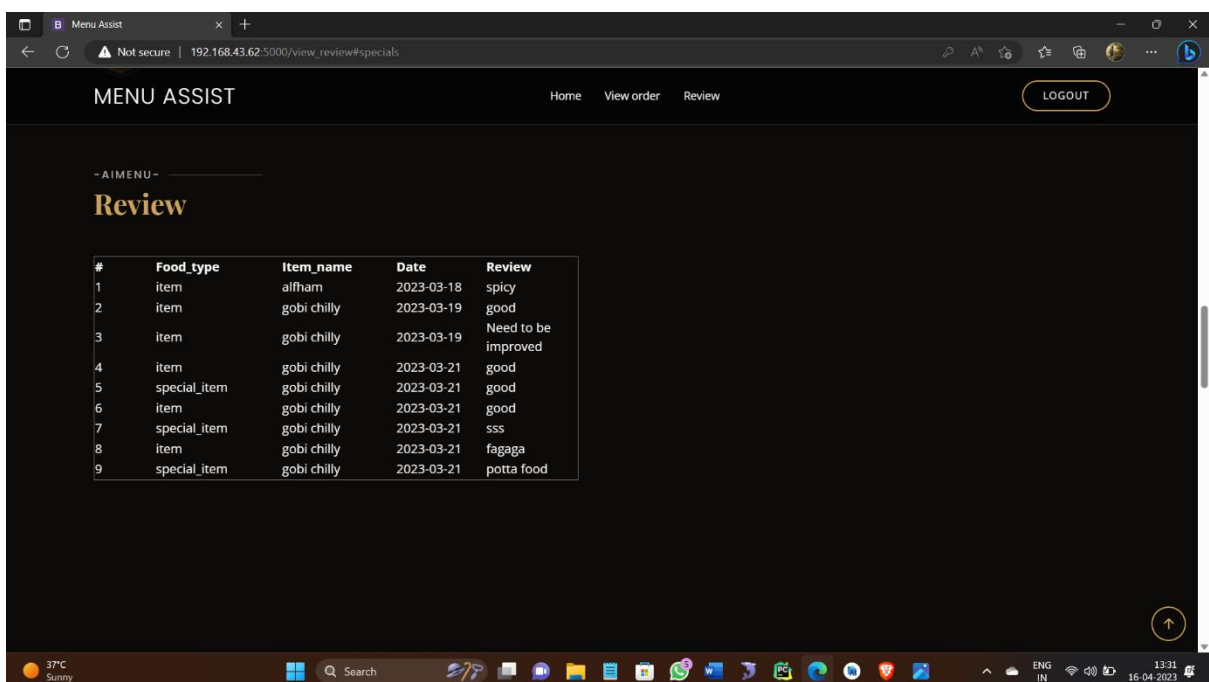 Menu Assist
Not secure | 192.168.43.62:5000/view_review#specials
MENU ASSIST
Home View order Review
LOGOUT
-AIMENU-
Review
# Food_type Item_name Date Review
1 item alfham 2023-03-18 spicy
2 item gobi chilly 2023-03-19 good
3 item gobi chilly 2023-03-19 Need to be
improved
4 item gobi chilly 2023-03-21 good
5 special_item gobi chilly 2023-03-21 good
6 item gobi chilly 2023-03-21 good
7 special_item gobi chilly 2023-03-21 sss
8 item gobi chilly 2023-03-21 fagaga
9 special_item gobi chilly 2023-03-21 potta food
37°C
Sunny
Search
ENG
IN
13:31
16-04-2023